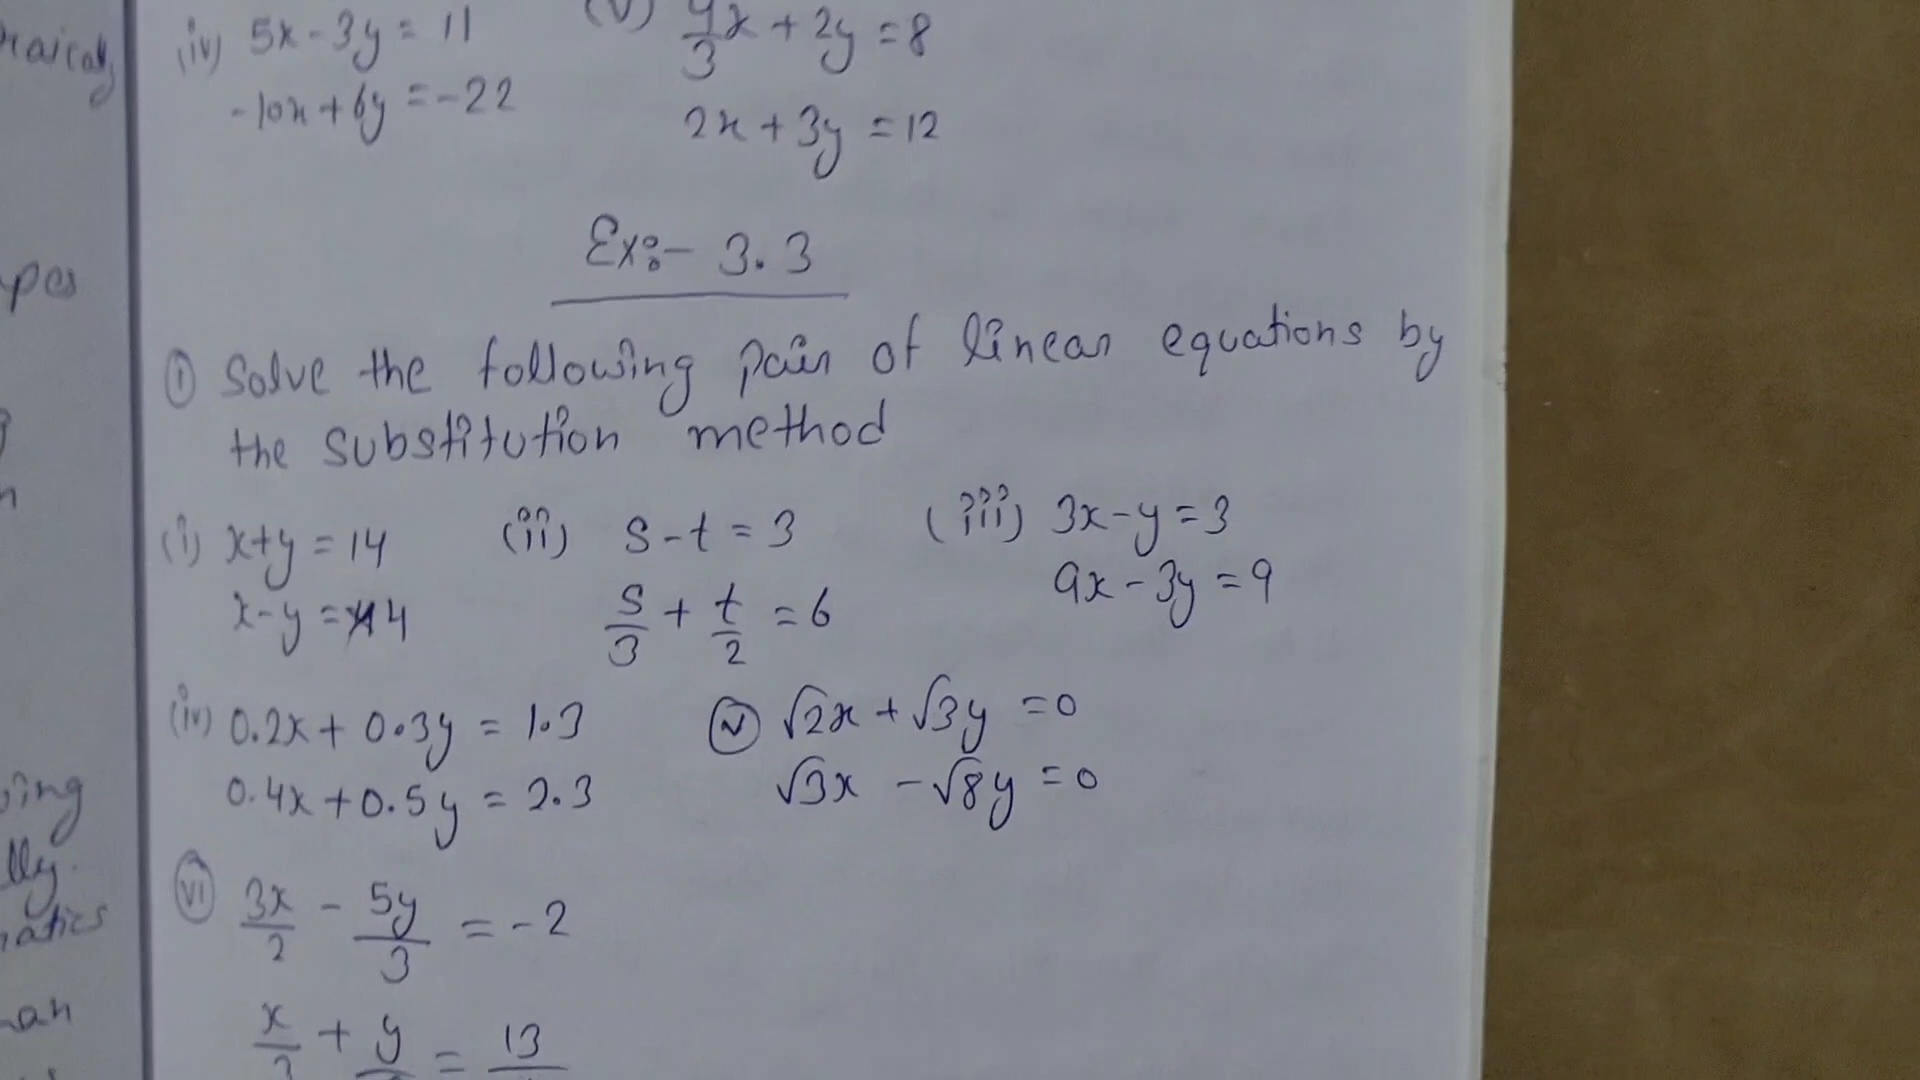 (iv) 5x - 3y = 11 (v) 4/3 x + 2y = 8
-10x + 6y = -22 2x + 3y = 12
Ex:- 3.3
① Solve the following pair of linear equations by
the substitution method
(i) x+y = 14 (ii) s - t = 3 (iii) 3x - y = 3
x - y = 4 s/3 + t/2 = 6 9x - 3y = 9
(iv) 0.2x + 0.3y = 1.3 (v) √2x + √3y = 0
0.4x + 0.5y = 2.3 √3x - √8y = 0
(vi) 3x/2 - 5y/3 = -2
x/3 + y = 13